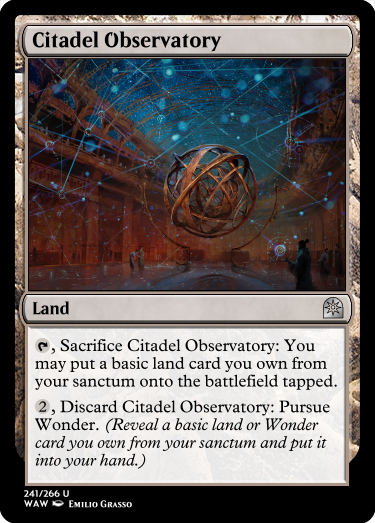 Citadel Observatory
Land
, Sacrifice Citadel Observatory: You
may put a basic land card you own from
your sanctum onto the battlefield tapped.
2, Discard Citadel Observatory: Pursue
Wonder. (Reveal a basic land or Wonder
card you own from your sanctum and put it
into your hand.)
241/266 U
WAW Emilio Grasso